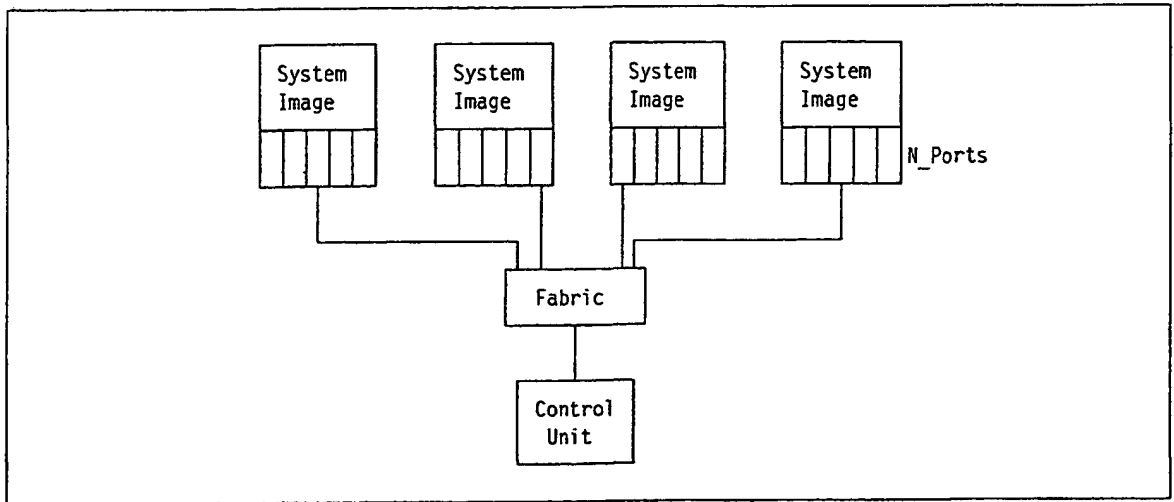 System
Image
System
Image
System
Image
System
Image
N_Ports
Fabric
Control
Unit